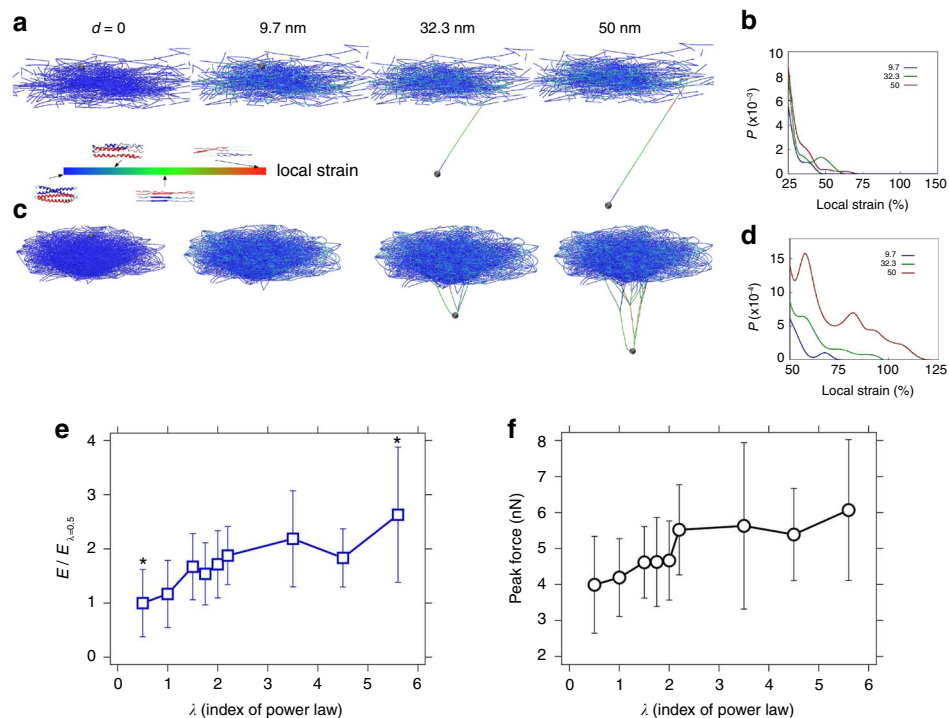 a
d = 0
9.7 nm
32.3 nm
50 nm
local strain
b
P (x10⁻³)
10
8
6
4
2
0
9.7
32.3
50
25
50
75
100
150
Local strain (%)
c
d
P (x10⁻⁴)
15
10
5
0
9.7
32.3
50
50
75
100
125
Local strain (%)
e
E / E λ=0.5
4
3
2
1
0
*
*
0 1 2 3 4 5 6
λ (index of power law)
f
Peak force (nN)
8
7
6
5
4
3
2
0 1 2 3 4 5 6
λ (index of power law)